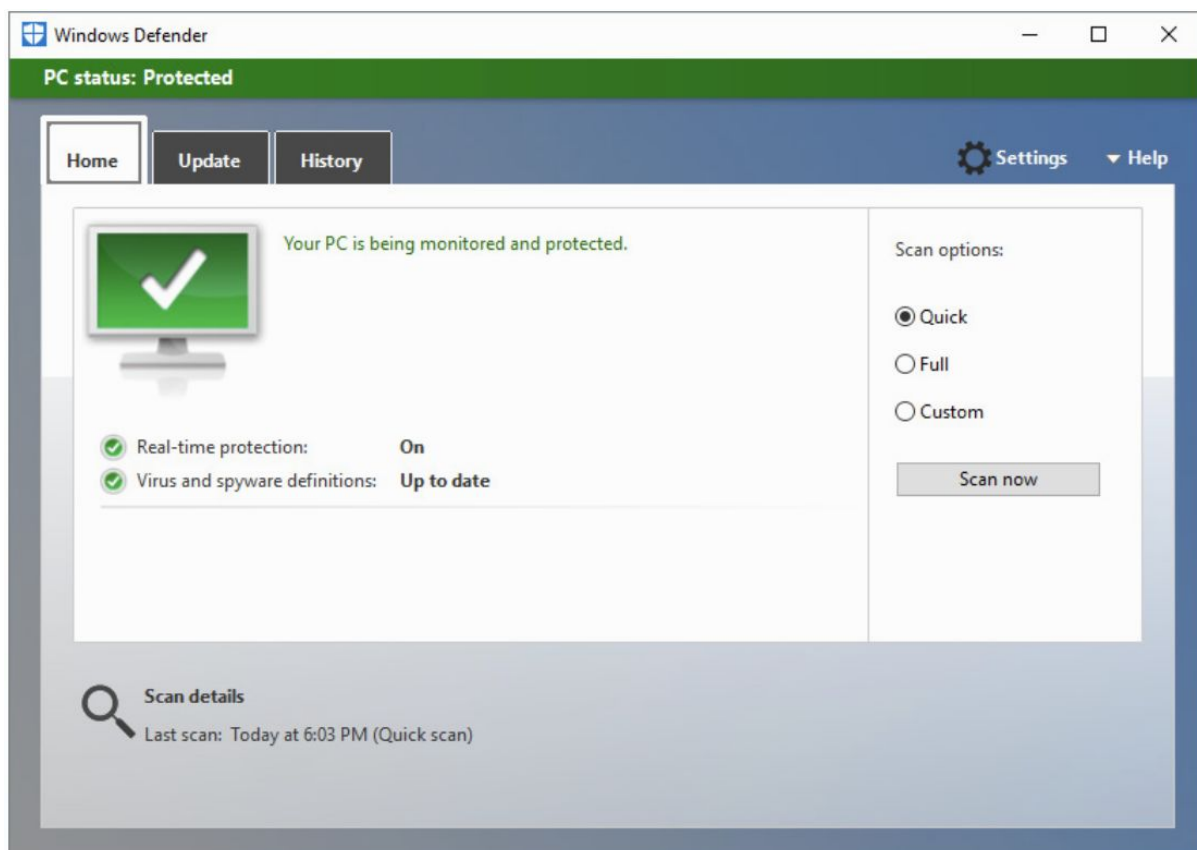 Windows Defender
PC status: Protected
Home
Update
History
Settings
Help
Your PC is being monitored and protected.
Scan options:
Quick
Full
Custom
Real-time protection: On
Virus and spyware definitions: Up to date
Scan now
Scan details
Last scan: Today at 6:03 PM (Quick scan)